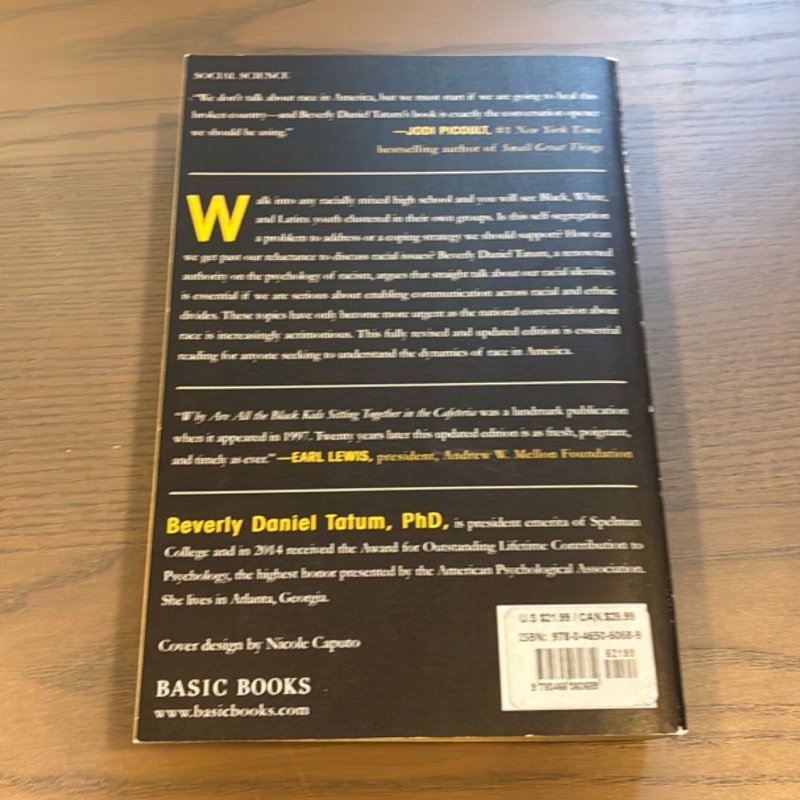 SOCIAL SCIENCE
"We don't talk about race in America, but we must start if we are going to heal this
broken country—and Beverly Daniel Tatum's book is exactly the conversation opener
we should be using."
—JODI PICOULT, #1 New York Times
bestselling author of Small Great Things
Walk into any racially mixed high school and you will see Black, White,
and Latinx youth clustered in their own groups. Is this self-segregation
a problem to address or a coping strategy we should support? How can
we get past our reluctance to discuss racial issues? Beverly Daniel Tatum, a renowned
authority on the psychology of racism, argues that straight talk about our racial identities
is essential if we are serious about enabling communication across racial and ethnic
divides. These topics have only become more urgent as the national conversation about
race is increasingly acrimonious. This fully revised and updated edition is essential
reading for anyone seeking to understand the dynamics of race in America.
"Why Are All the Black Kids Sitting Together in the Cafeteria was a landmark publication
when it appeared in 1997. Twenty years later this updated edition is as fresh, poignant,
and timely as ever." —EARL LEWIS, president, Andrew W. Mellon Foundation
Beverly Daniel Tatum, PhD, is president emerita of Spelman
College and in 2014 received the Award for Outstanding Lifetime Contribution to
Psychology, the highest honor presented by the American Psychological Association.
She lives in Atlanta, Georgia.
Cover design by Nicole Caputo
BASIC BOOKS
www.basicbooks.com
U.S $21.99 / CAN.$28.99
ISBN: 978-0-4650-6068-9
52199